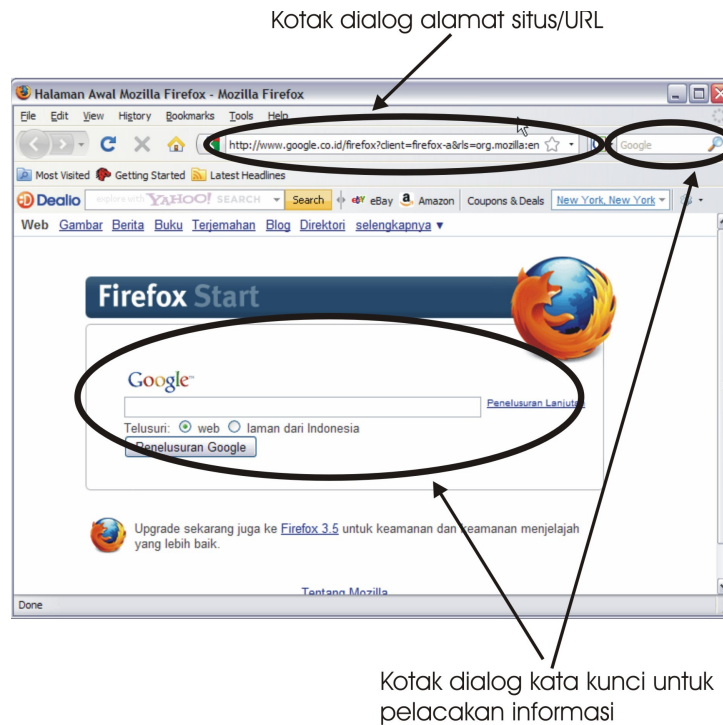 Kotak dialog alamat situs/URL
Halaman Awal Mozilla Firefox - Mozilla Firefox
File Edit View History Bookmarks Tools Help
http://www.google.co.id/firefox?client=firefox-a&rls=org.mozilla:en Google
Most Visited Getting Started Latest Headlines
Dealio explore with YAHOO! SEARCH Search eBay Amazon Coupons & Deals New York, New York
Web Gambar Berita Buku Terjemahan Blog Direktori selengkapnya
Firefox Start
Google
Penelusuran Lanjutan
Telusuri: web laman dari Indonesia
Penelusuran Google
Upgrade sekarang juga ke Firefox 3.5 untuk keamanan dan keamanan menjelajah
yang lebih baik.
Tentang Mozilla
Done
Kotak dialog kata kunci untuk
pelacakan informasi